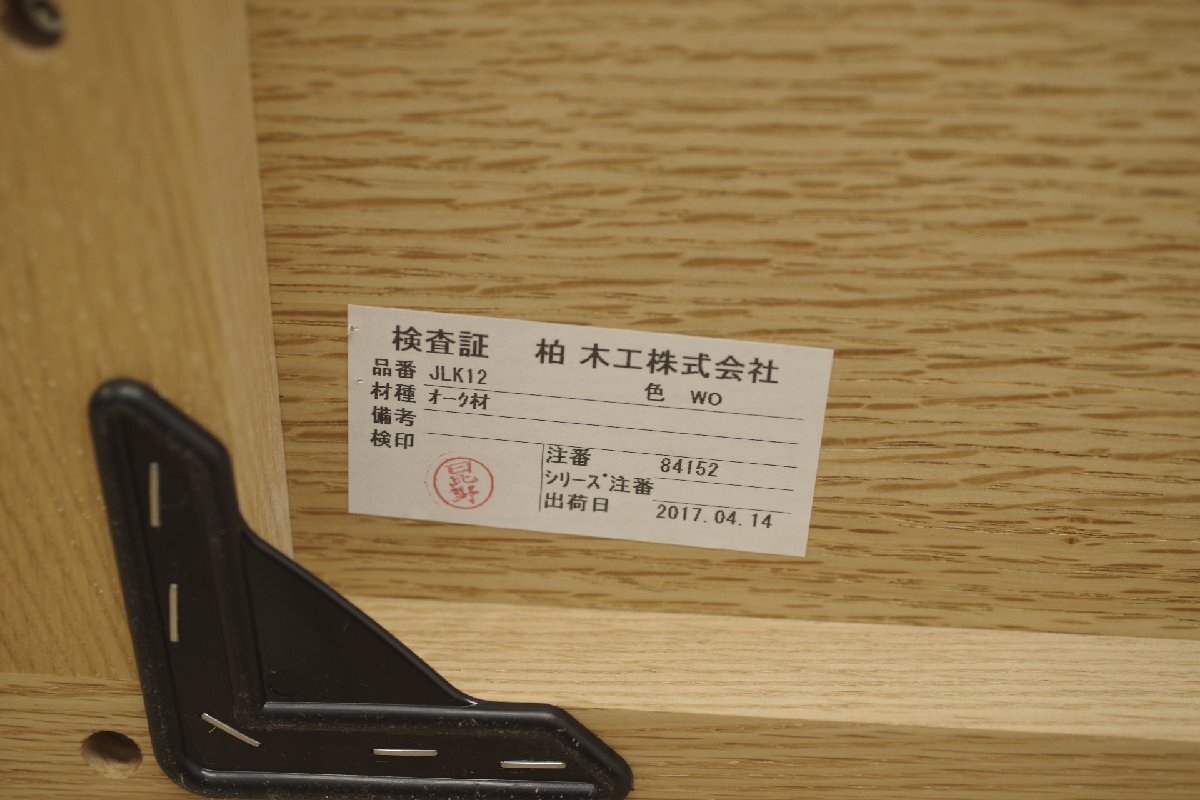 検査証 柏 木工株式会社
品番 JLK12 色 WO
材種 ｵｰｸ材
備考
検印
昆野
注番 84152
ｼﾘｰｽﾞ注番
出荷日 2017.04.14